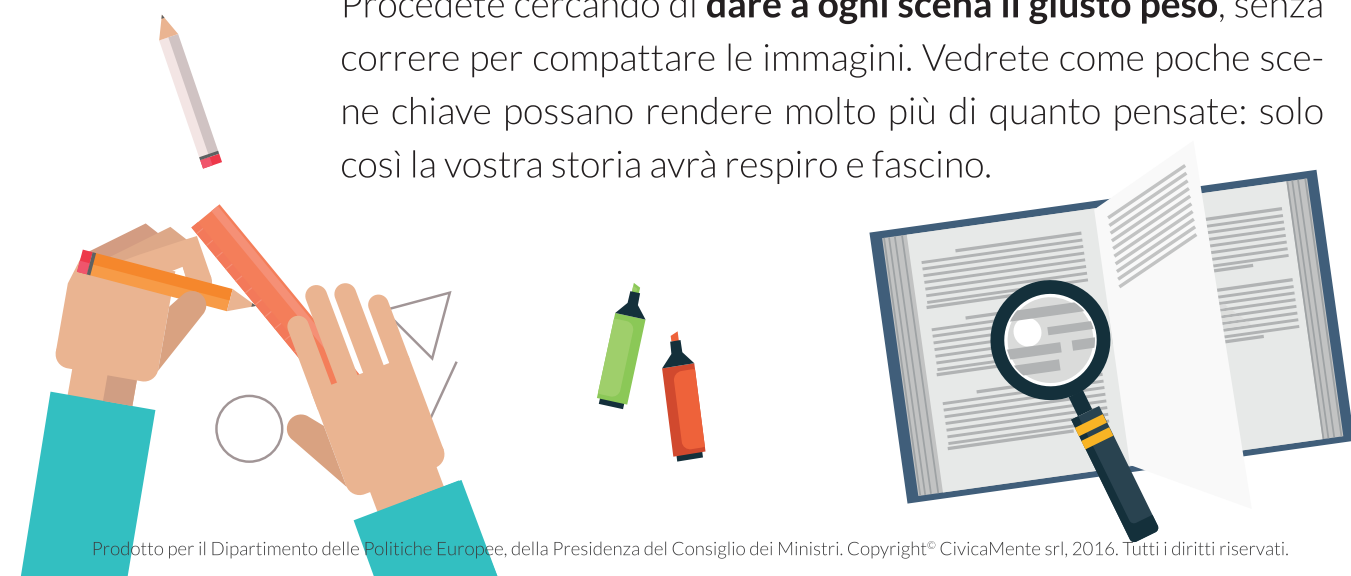 Procedete cercando di dare a ogni scena il giusto peso, senza
correre per compattare le immagini. Vedrete come poche sce-
ne chiave possano rendere molto più di quanto pensate: solo
così la vostra storia avrà respiro e fascino.
Prodotto per il Dipartimento delle Politiche Europee, della Presidenza del Consiglio dei Ministri. Copyright© CivicaMente srl, 2016. Tutti i diritti riservati.